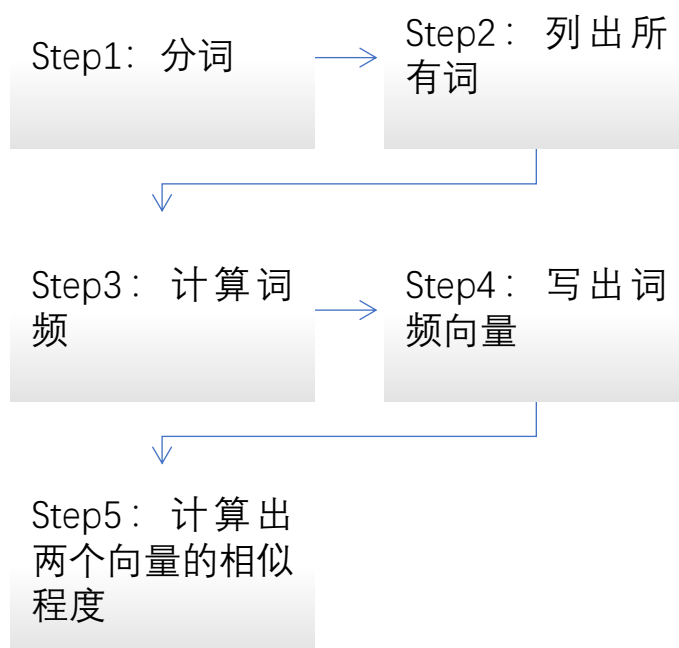 Step1：分词
Step2：列出所
有词
Step3：计算词
频
Step4：写出词
频向量
Step5：计算出
两个向量的相似
程度